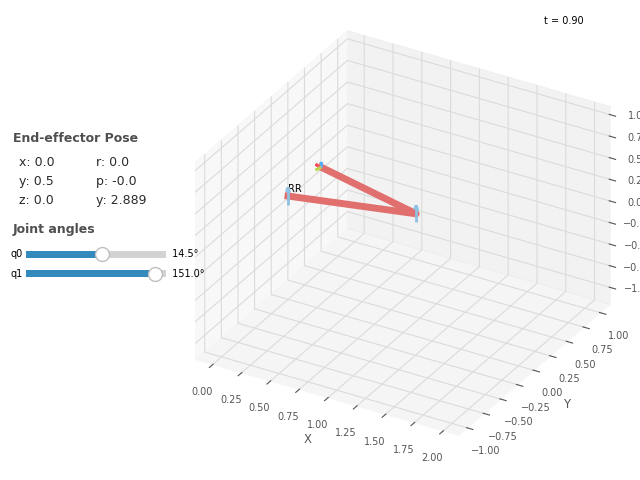 t = 0.90
End-effector Pose
x: 0.0 r: 0.0
y: 0.5 p: -0.0
z: 0.0 y: 2.889
Joint angles
q0 14.5°
q1 151.0°
RR
0.00 0.25 0.50 0.75 1.00 1.25 1.50 1.75 2.00
X
−1.00 −0.75 −0.50 −0.25 0.00 0.25 0.50 0.75 1.00
Y